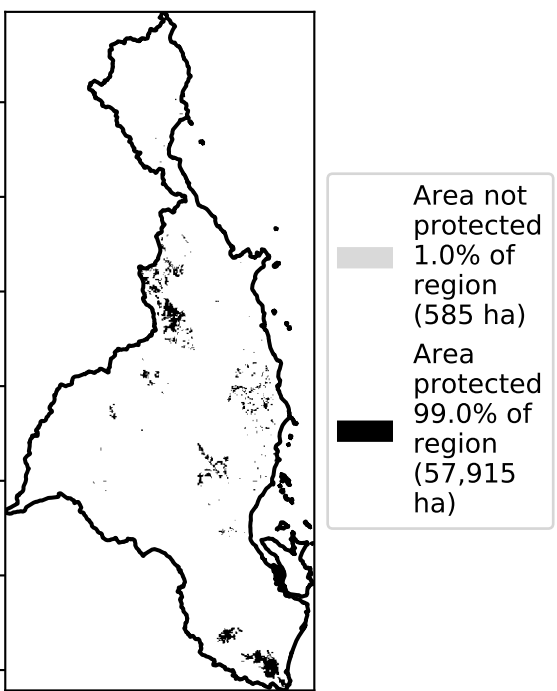 Area not
protected
1.0% of
region
(585 ha)
Area
protected
99.0% of
region
(57,915
ha)